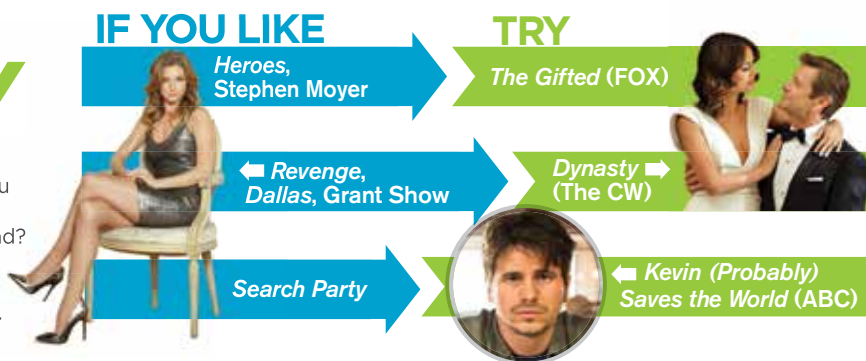 IF YOU LIKE
TRY
Heroes,
Stephen Moyer
The Gifted (FOX)
Revenge,
Dallas, Grant Show
Dynasty
(The CW)
Search Party
Kevin (Probably)
Saves the World (ABC)